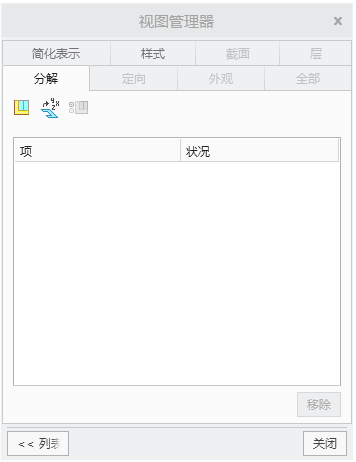 视图管理器 x
简化表示 样式 截面 层
分解 定向 外观 全部
项 状况
移除
<< 列表 关闭